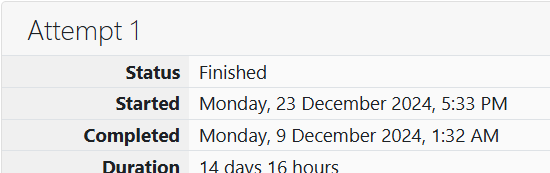 Attempt 1
Status Finished
Started Monday, 23 December 2024, 5:33 PM
Completed Monday, 9 December 2024, 1:32 AM
Duration 14 days 16 hours